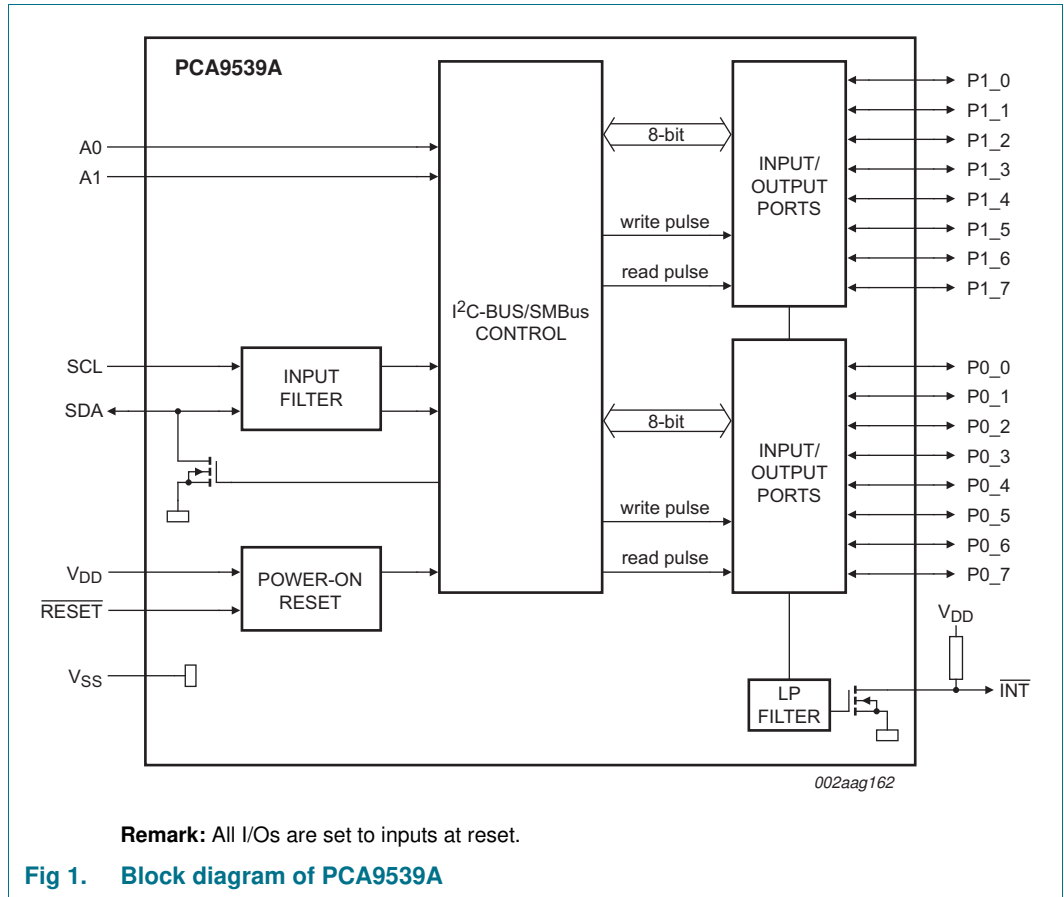 PCA9539A
A0
A1
SCL
SDA
VDD
RESET
VSS
INPUT
FILTER
POWER-ON
RESET
I2C-BUS/SMBus
CONTROL
8-bit
write pulse
read pulse
8-bit
write pulse
read pulse
INPUT/
OUTPUT
PORTS
INPUT/
OUTPUT
PORTS
LP
FILTER
P1_0
P1_1
P1_2
P1_3
P1_4
P1_5
P1_6
P1_7
P0_0
P0_1
P0_2
P0_3
P0_4
P0_5
P0_6
P0_7
VDD
INT
002aag162
Remark: All I/Os are set to inputs at reset.
Fig 1. Block diagram of PCA9539A